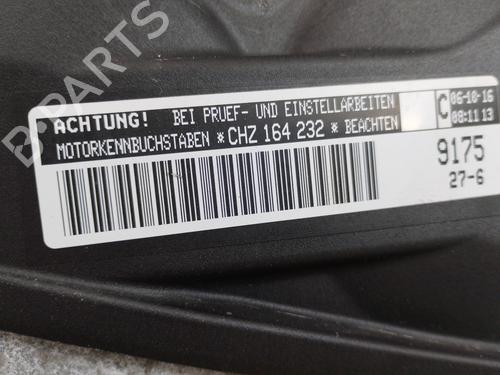 ACHTUNG! BEI PRUEF- UND EINSTELLARBEITEN
MOTORKENNBUCHSTABEN *CHZ 164 232* BEACHTEN
C
06-10-16
08:11:13
9175
27-6
B-PARTS